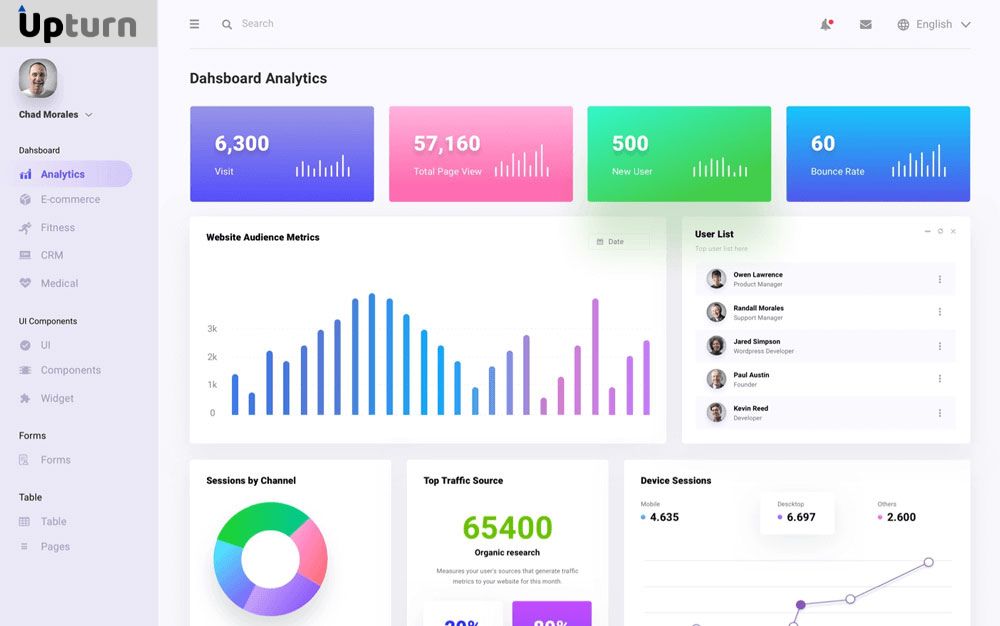 Upturn
Search
English
Chad Morales
Dahsboard
Analytics
E-commerce
Fitness
CRM
Medical
UI Components
UI
Components
Widget
Forms
Forms
Table
Table
Pages
Dahsboard Analytics
6,300
Visit
57,160
Total Page View
500
New User
60
Bounce Rate
Website Audience Metrics
Date
3k
2k
1k
0
User List
Top user list here
Owen Lawrence
Product Manager
Randall Morales
Support Manager
Jared Simpson
Wordpress Developer
Paul Austin
Founder
Kevin Reed
Developer
Sessions by Channel
Top Traffic Source
65400
Organic research
Measures your user's sources that generate traffic
metrics to your website for this month.
Device Sessions
Mobile
4.635
Descktop
6.697
Others
2.600